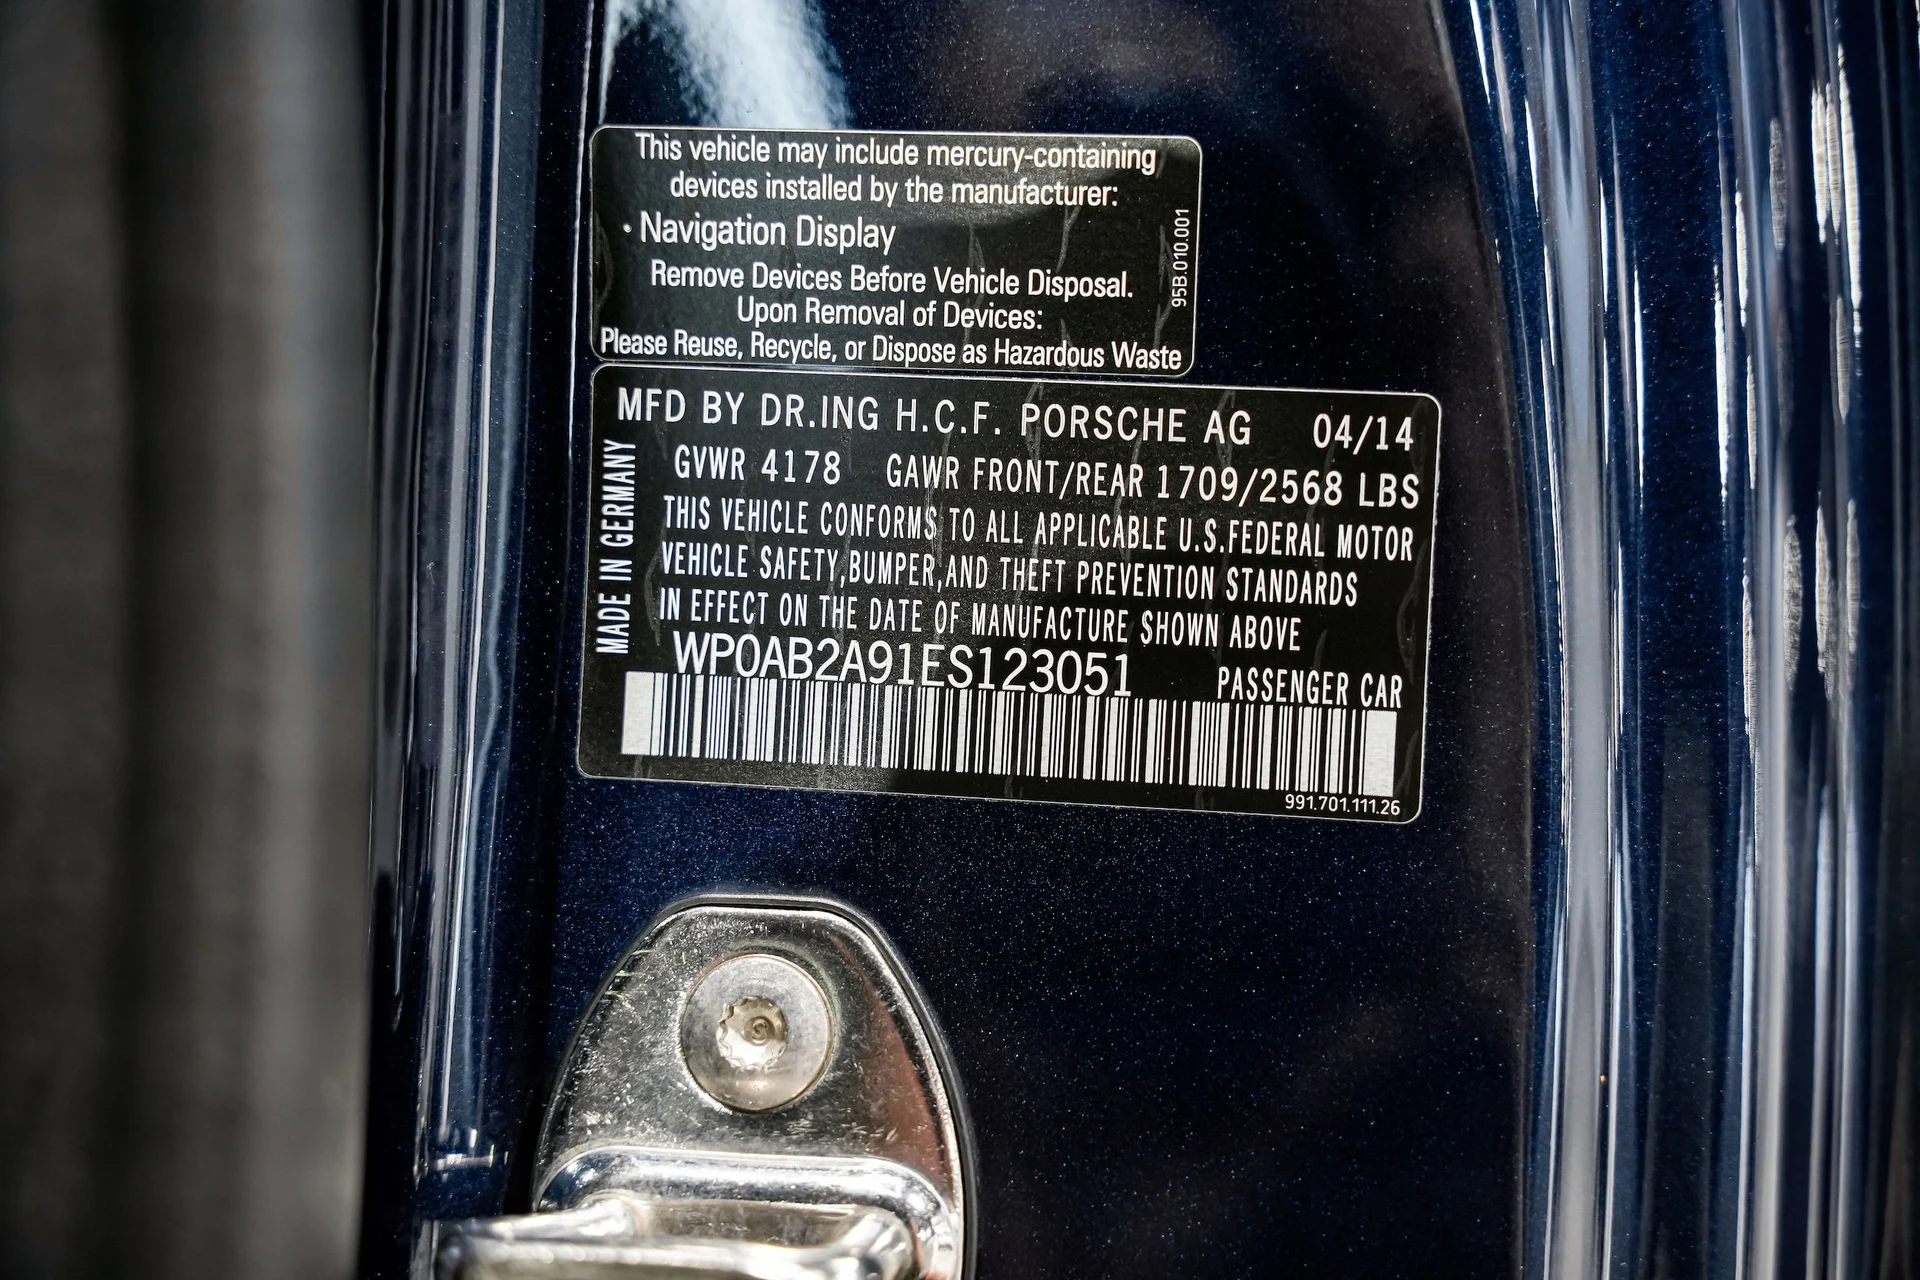 This vehicle may include mercury-containing
devices installed by the manufacturer:
• Navigation Display
Remove Devices Before Vehicle Disposal.
Upon Removal of Devices:
Please Reuse, Recycle, or Dispose as Hazardous Waste
95B.010.001
MFD BY DR.ING H.C.F. PORSCHE AG 04/14
GVWR 4178 GAWR FRONT/REAR 1709/2568 LBS
THIS VEHICLE CONFORMS TO ALL APPLICABLE U.S.FEDERAL MOTOR
VEHICLE SAFETY,BUMPER,AND THEFT PREVENTION STANDARDS
IN EFFECT ON THE DATE OF MANUFACTURE SHOWN ABOVE
WP0AB2A91ES123051 PASSENGER CAR
MADE IN GERMANY
991.701.111.26